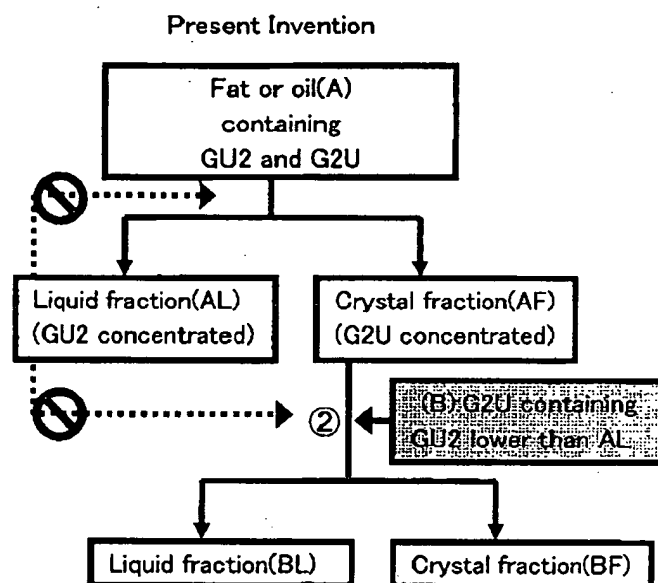 Present Invention
Fat or oil(A)
containing
GU2 and G2U
Liquid fraction(AL)
(GU2 concentrated)
Crystal fraction(AF)
(G2U concentrated)
②
(B) G2U containing
GU2 lower than AL
Liquid fraction(BL)
Crystal fraction(BF)